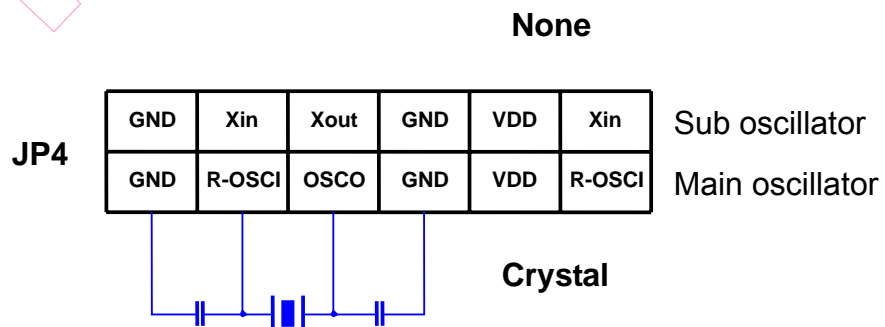 None
JP4
GND Xin Xout GND VDD Xin Sub oscillator
GND R-OSCI OSCO GND VDD R-OSCI Main oscillator
Crystal